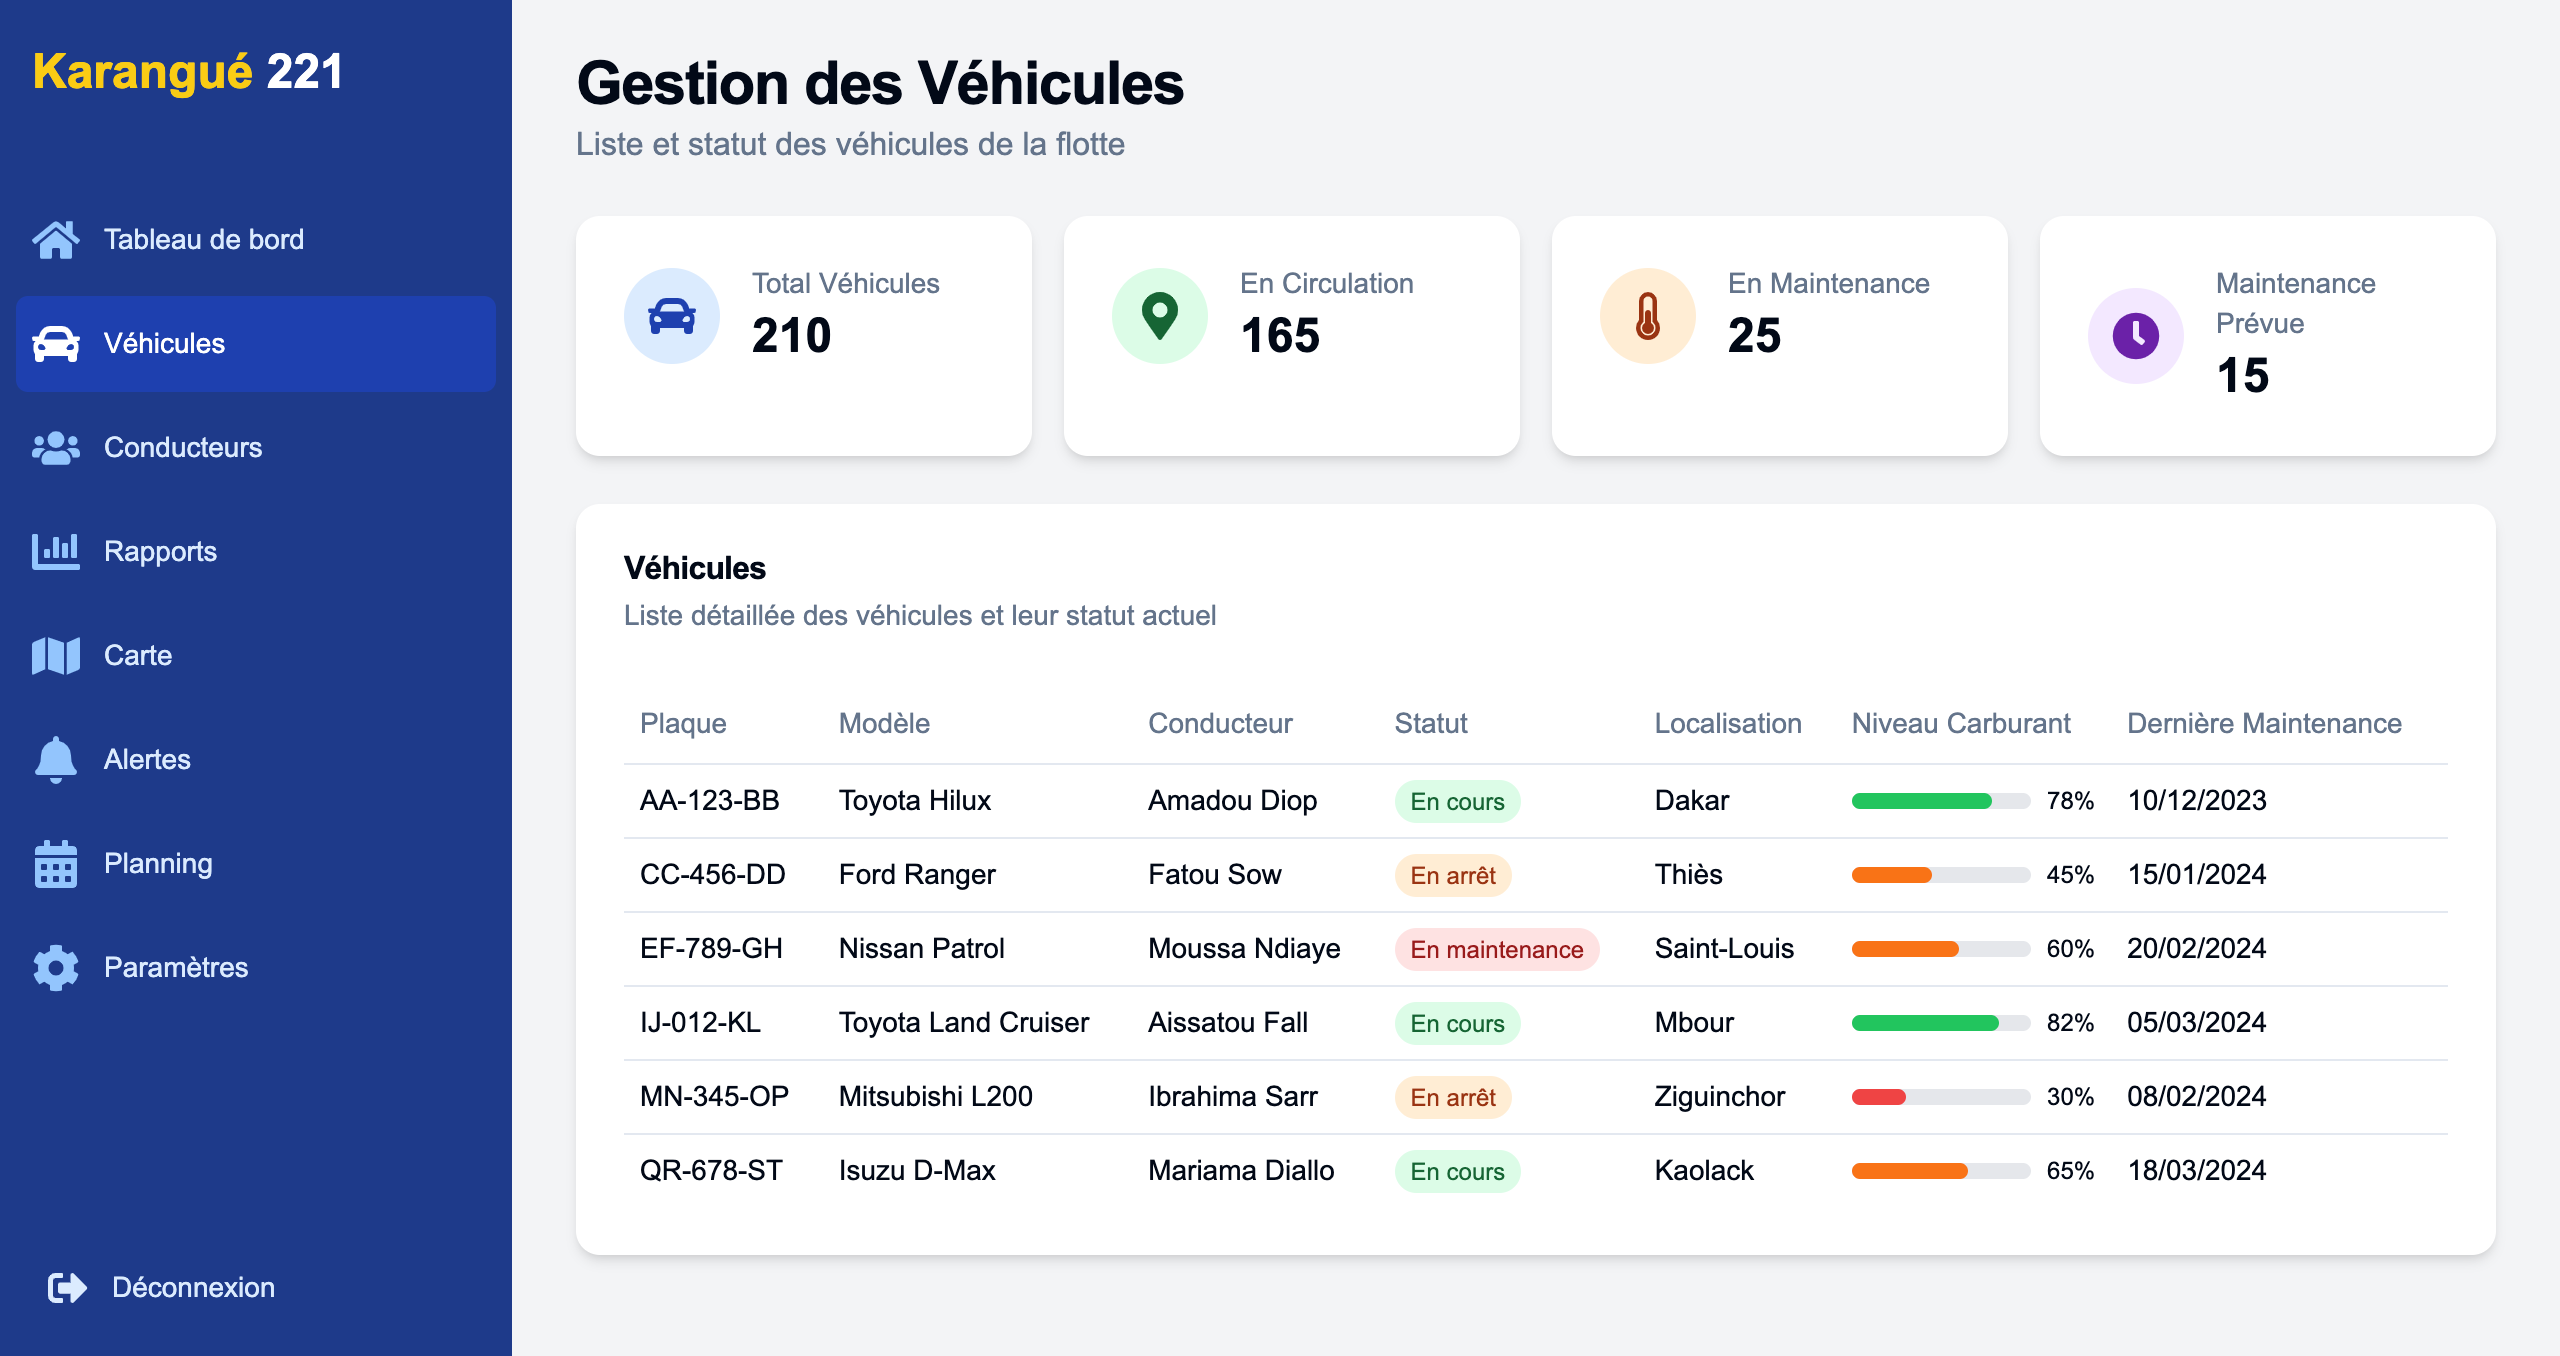 Karangué 221
Tableau de bord
Véhicules
Conducteurs
Rapports
Carte
Alertes
Planning
Paramètres
Déconnexion
Gestion des Véhicules
Liste et statut des véhicules de la flotte
Total Véhicules
210
En Circulation
165
En Maintenance
25
Maintenance
Prévue
15
Véhicules
Liste détaillée des véhicules et leur statut actuel
Plaque Modèle Conducteur Statut Localisation Niveau Carburant Dernière Maintenance
AA-123-BB Toyota Hilux Amadou Diop En cours Dakar 78% 10/12/2023
CC-456-DD Ford Ranger Fatou Sow En arrêt Thiès 45% 15/01/2024
EF-789-GH Nissan Patrol Moussa Ndiaye En maintenance Saint-Louis 60% 20/02/2024
IJ-012-KL Toyota Land Cruiser Aissatou Fall En cours Mbour 82% 05/03/2024
MN-345-OP Mitsubishi L200 Ibrahima Sarr En arrêt Ziguinchor 30% 08/02/2024
QR-678-ST Isuzu D-Max Mariama Diallo En cours Kaolack 65% 18/03/2024